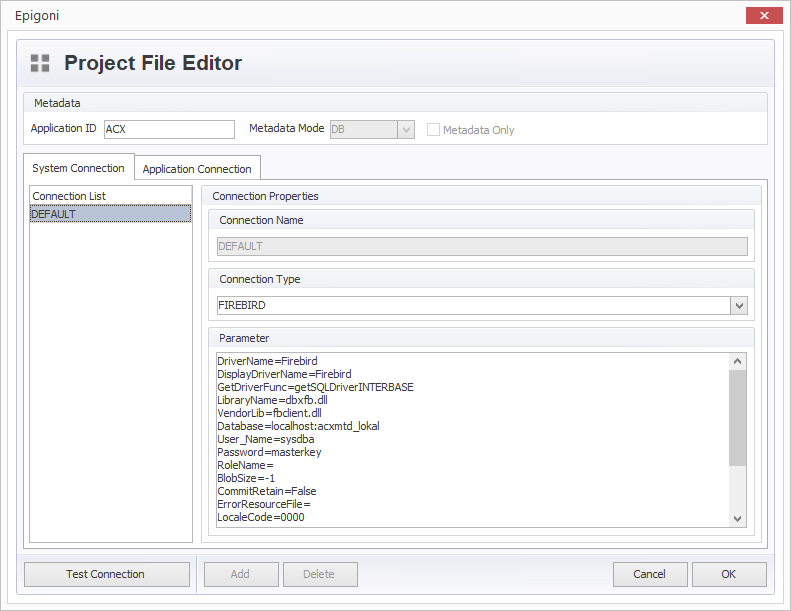 Epigoni
Project File Editor
Metadata
Application ID ACX Metadata Mode DB Metadata Only
System Connection Application Connection
Connection List
DEFAULT
Connection Properties
Connection Name
DEFAULT
Connection Type
FIREBIRD
Parameter
DriverName=Firebird
DisplayDriverName=Firebird
GetDriverFunc=getSQLDriverINTERBASE
LibraryName=dbxfb.dll
VendorLib=fbclient.dll
Database=localhost:acxmtd_lokal
User_Name=sysdba
Password=masterkey
RoleName=
BlobSize=-1
CommitRetain=False
ErrorResourceFile=
LocaleCode=0000
Test Connection Add Delete Cancel OK